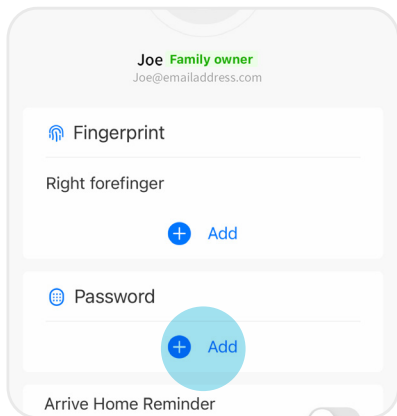 Joe Family owner
Joe@emailaddress.com
Fingerprint
Right forefinger
Add
Password
Add
Arrive Home Reminder